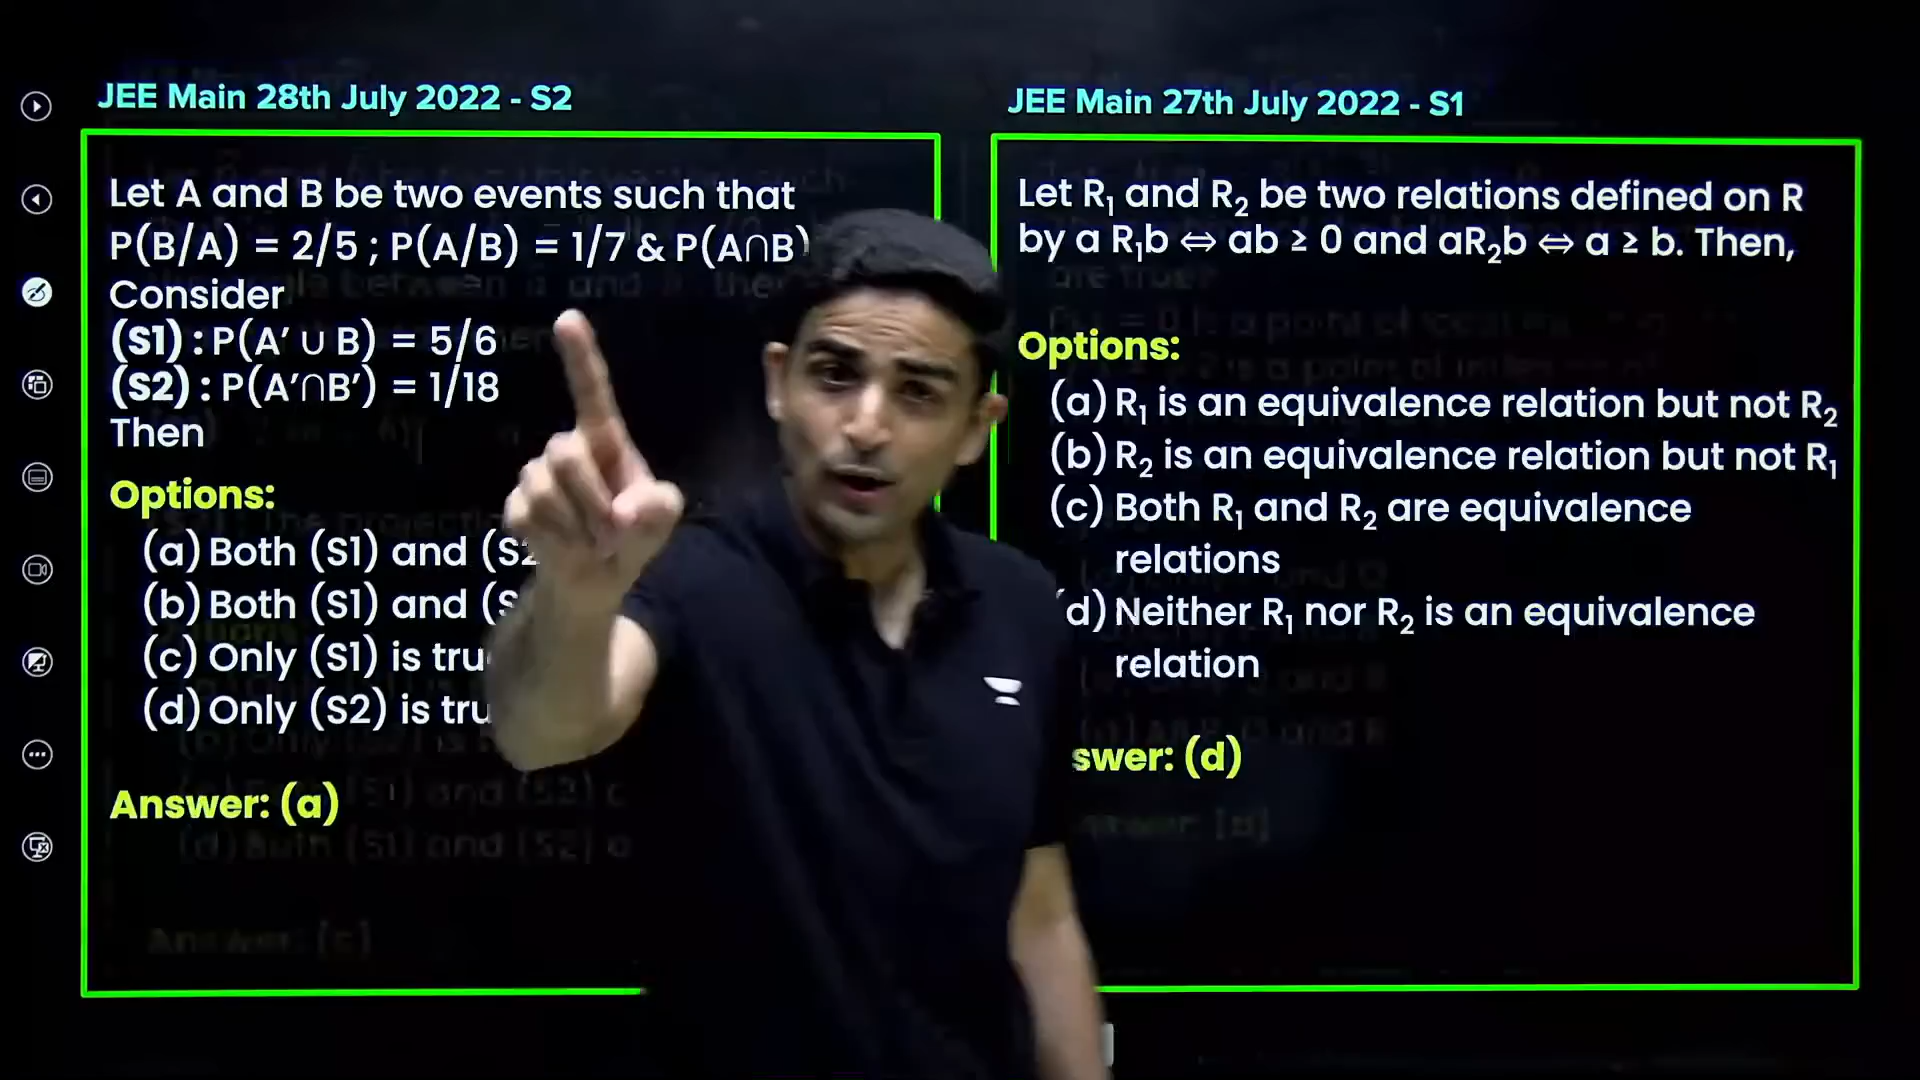 JEE Main 28th July 2022 - S2
Let A and B be two events such that
P(B/A) = 2/5 ; P(A/B) = 1/7 & P(A∩B)
Consider
(S1) : P(A′ ∪ B) = 5/6
(S2) : P(A′∩B′) = 1/18
Then
Options:
(a) Both (S1) and (S2
(b) Both (S1) and (S
(c) Only (S1) is tru
(d) Only (S2) is tru
Answer: (a)
JEE Main 27th July 2022 - S1
Let R₁ and R₂ be two relations defined on R
by a R₁b ⇔ ab ≥ 0 and aR₂b ⇔ a ≥ b. Then,
Options:
(a) R₁ is an equivalence relation but not R₂
(b) R₂ is an equivalence relation but not R₁
(c) Both R₁ and R₂ are equivalence
relations
d) Neither R₁ nor R₂ is an equivalence
relation
swer: (d)